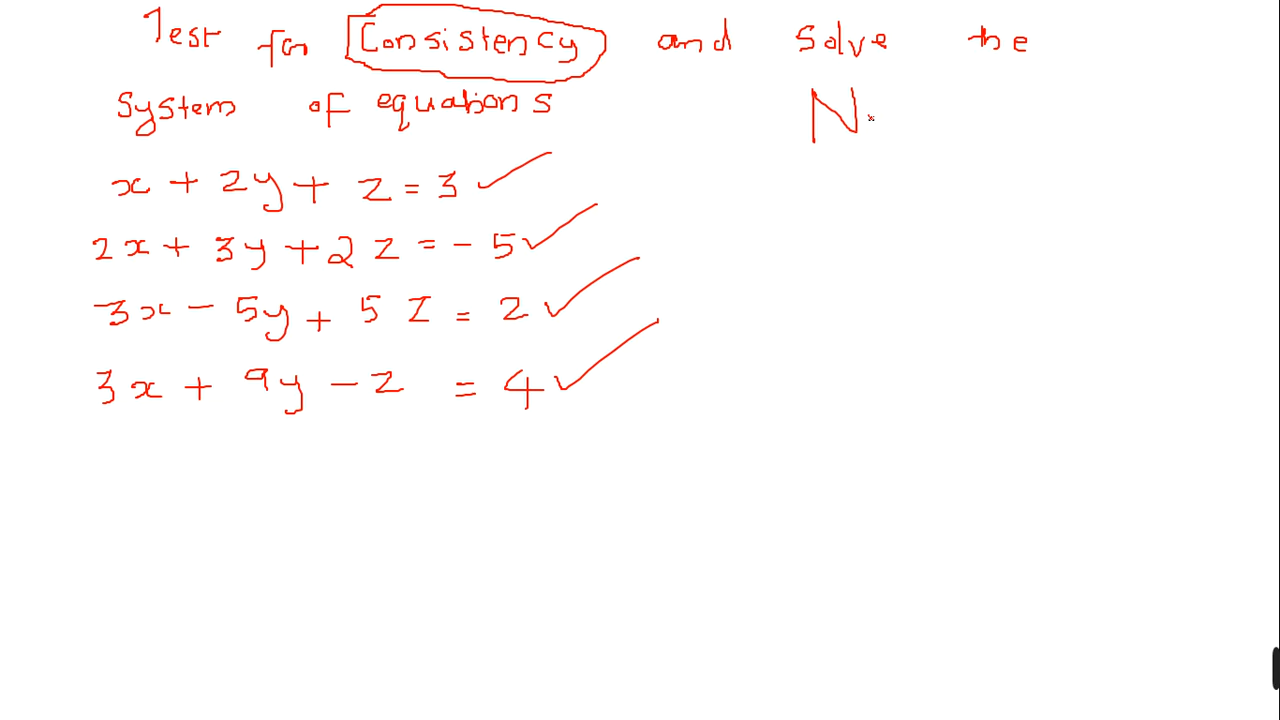 Test for Consistency and Solve the
System of equations N
x + 2y + z = 3
2x + 3y + 2z = - 5
3x - 5y + 5z = 2
3x + 9y - z = 4